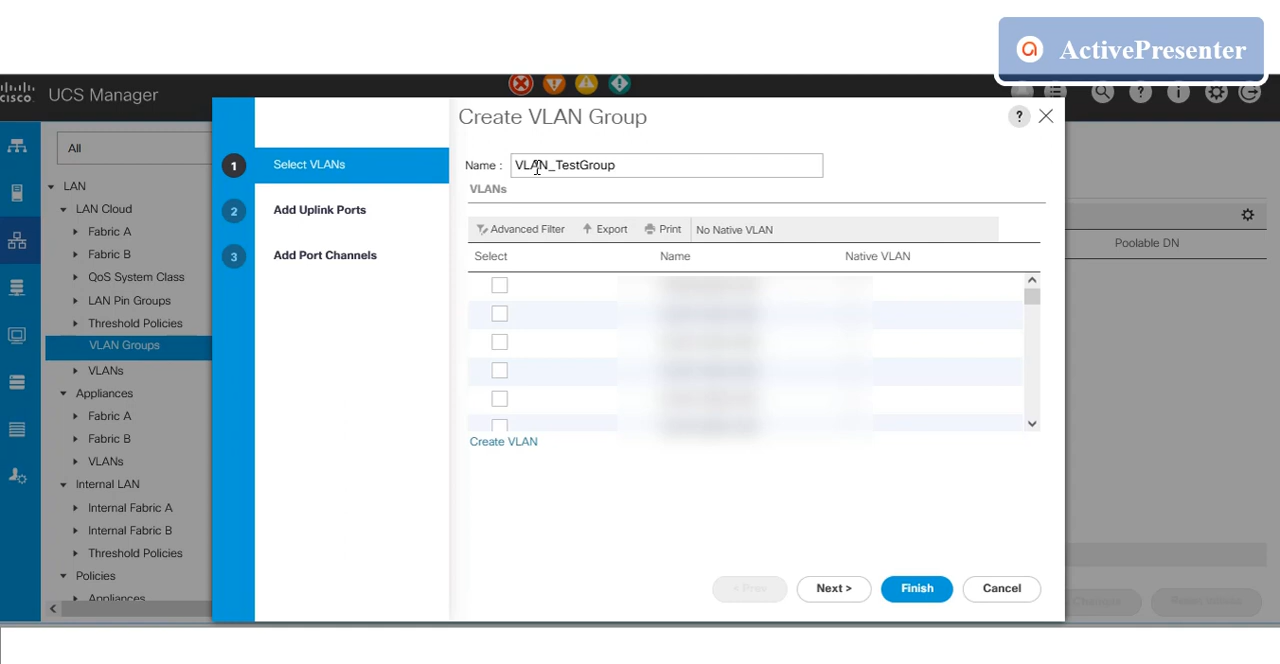 ActivePresenter
CISCO
UCS Manager
All
LAN
LAN Cloud
Fabric A
Fabric B
QoS System Class
LAN Pin Groups
Threshold Policies
VLAN Groups
VLANs
Appliances
Fabric A
Fabric B
VLANs
Internal LAN
Internal Fabric A
Internal Fabric B
Threshold Policies
Policies
Appliances
1 Select VLANs
2 Add Uplink Ports
3 Add Port Channels
Create VLAN Group
?
Name : VLAN_TestGroup
VLANs
Advanced Filter Export Print No Native VLAN
Select Name Native VLAN
Create VLAN
< Prev Next > Finish Cancel
Poolable DN